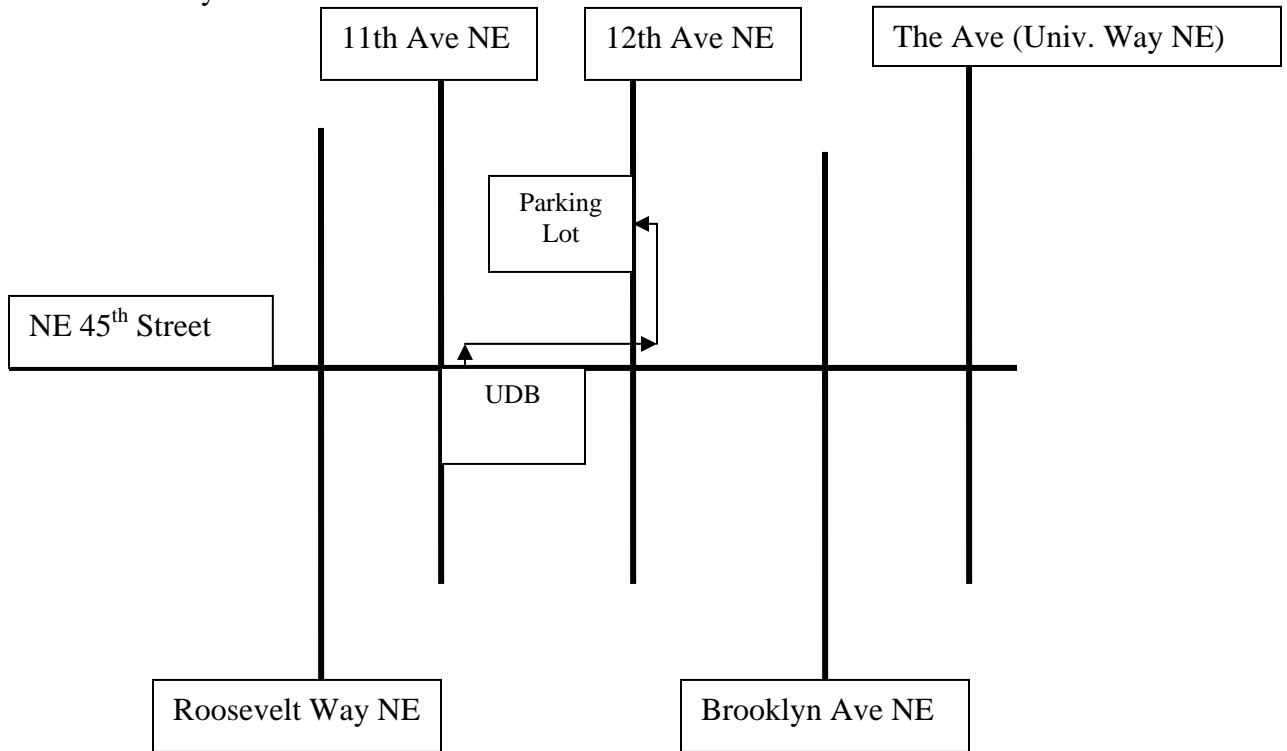 11th Ave NE
12th Ave NE
The Ave (Univ. Way NE)
Parking
Lot
NE 45th Street
UDB
Roosevelt Way NE
Brooklyn Ave NE